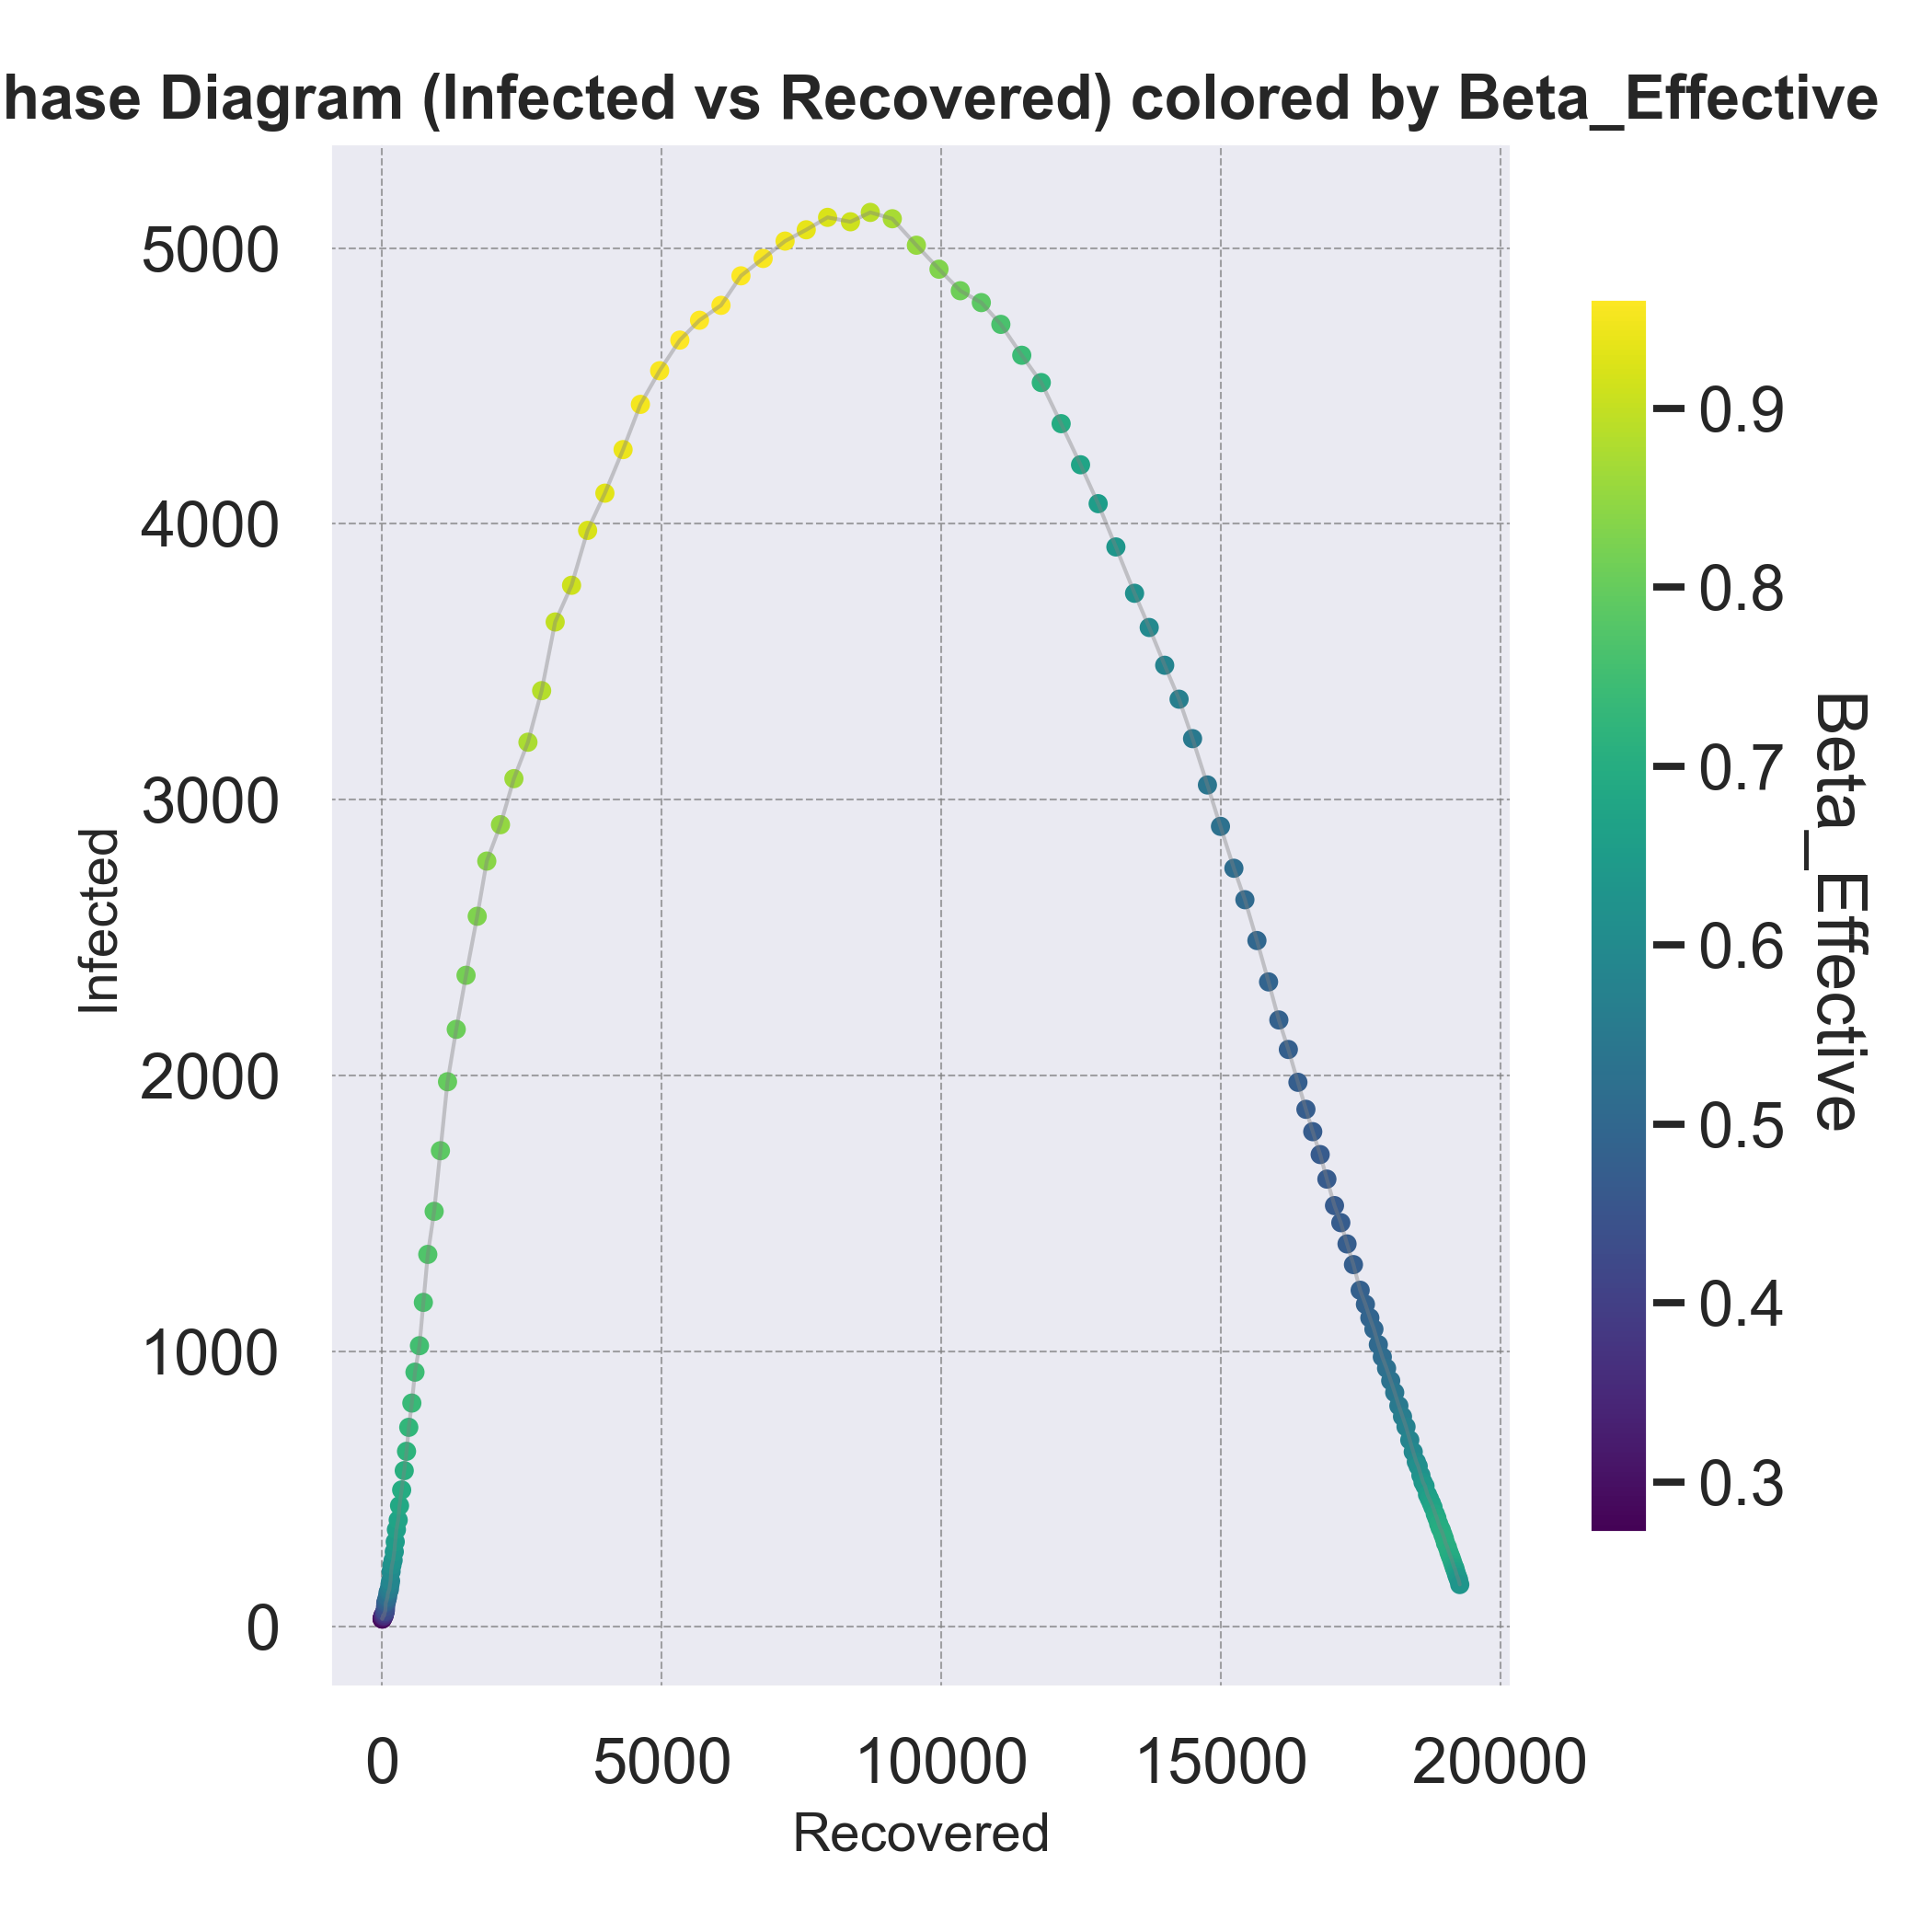 hase Diagram (Infected vs Recovered) colored by Beta_Effective
5000
4000
3000
2000
1000
0
Infected
0 5000 10000 15000 20000
Recovered
0.9
0.8
0.7
0.6
0.5
0.4
0.3
Beta_Effective